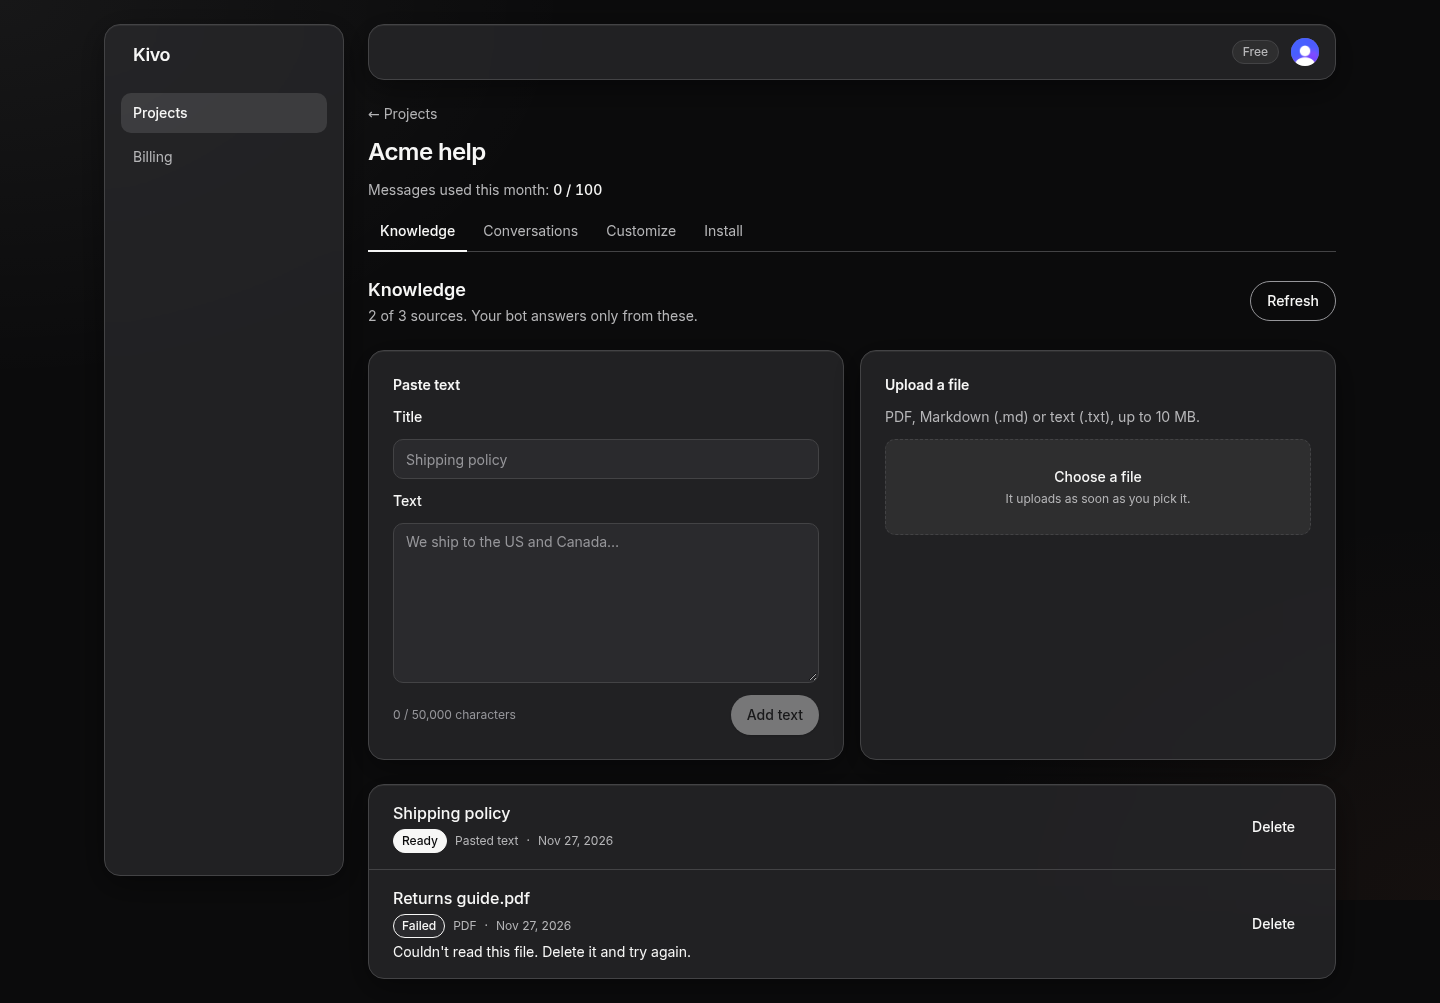 Kivo
Projects
Billing
Free
← Projects
Acme help
Messages used this month: 0 / 100
Knowledge
Conversations
Customize
Install
Knowledge
2 of 3 sources. Your bot answers only from these.
Refresh
Paste text
Title
Shipping policy
Text
We ship to the US and Canada...
0 / 50,000 characters
Add text
Upload a file
PDF, Markdown (.md) or text (.txt), up to 10 MB.
Choose a file
It uploads as soon as you pick it.
Shipping policy
Ready Pasted text · Nov 27, 2026
Delete
Returns guide.pdf
Failed PDF · Nov 27, 2026
Couldn't read this file. Delete it and try again.
Delete